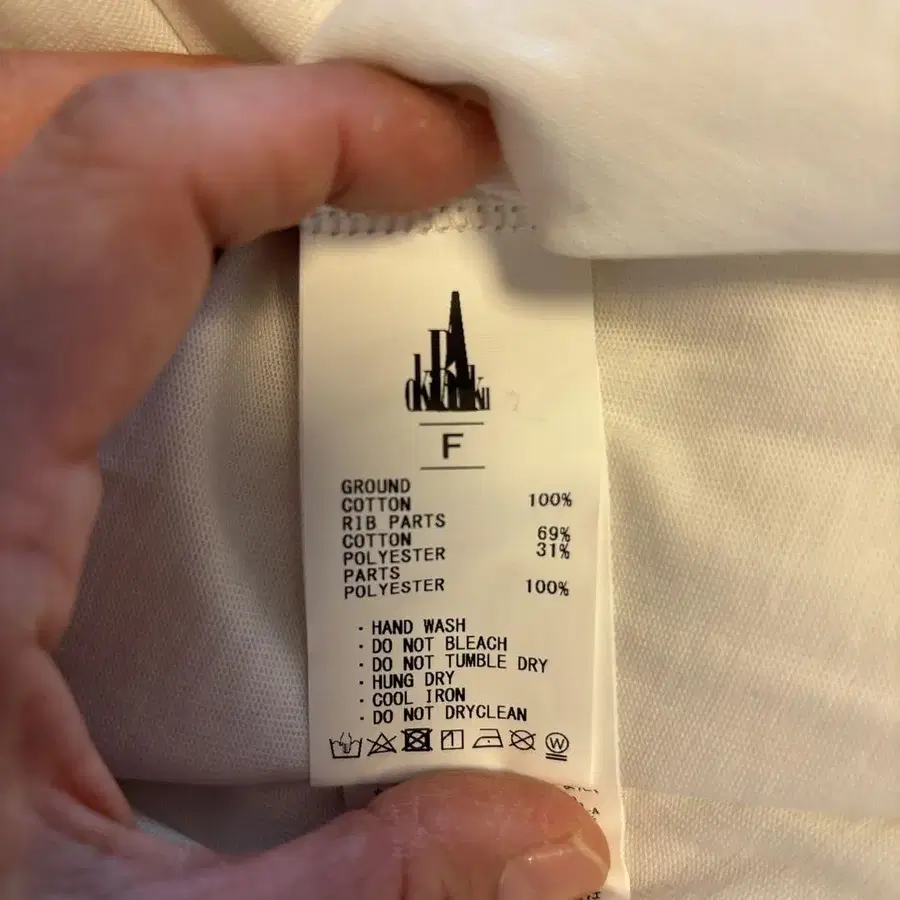 F
GROUND
COTTON 100%
RIB PARTS
COTTON 69%
POLYESTER 31%
PARTS
POLYESTER 100%
· HAND WASH
· DO NOT BLEACH
· DO NOT TUMBLE DRY
· HUNG DRY
· COOL IRON
· DO NOT DRYCLEAN
W